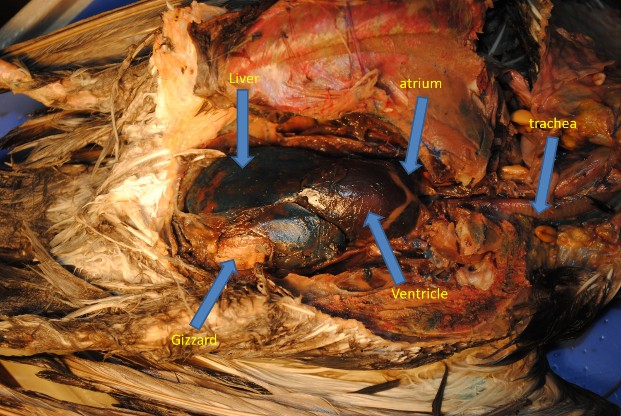 Liver
atrium
trachea
Ventricle
Gizzard